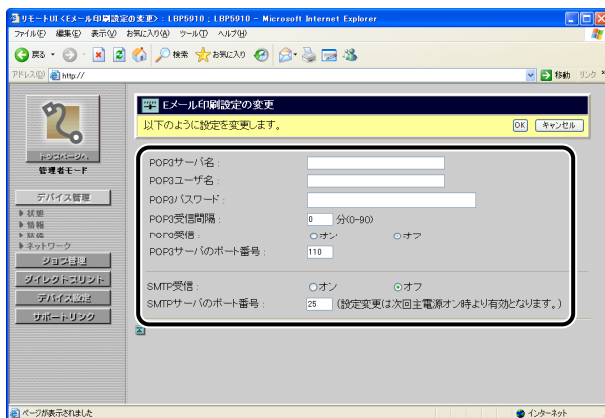 リモートUI <Eメール印刷設定の変更> : LBP5910 ; LBP5910 - Microsoft Internet Explorer
ファイル(F) 編集(E) 表示(V) お気に入り(A) ツール(T) ヘルプ(H)
戻る 検索 お気に入り
アドレス(D) http:// 移動 リンク
Eメール印刷設定の変更
以下のように設定を変更します。 OK キャンセル
トップページへ
管理者モード
デバイス管理
状態
情報
ネットワーク
ジョブ管理
ダイレクトプリント
デバイス設定
サポートリンク
POP3サーバ名 :
POP3ユーザ名 :
POP3パスワード :
POP3受信間隔 : 0 分(0-90)
POP3受信 : オン オフ
POP3サーバのポート番号 : 110
SMTP受信 : オン オフ
SMTPサーバのポート番号 : 25 (設定変更は次回主電源オン時より有効となります。)
ページが表示されました インターネット